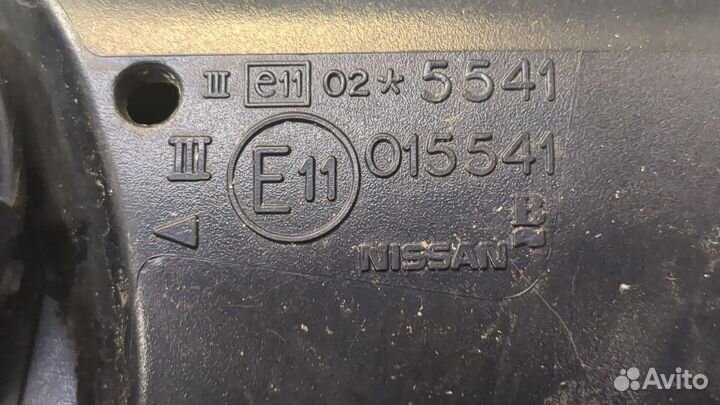 III e11 02* 5541
III E11 015541
B
NISSAN
Avito